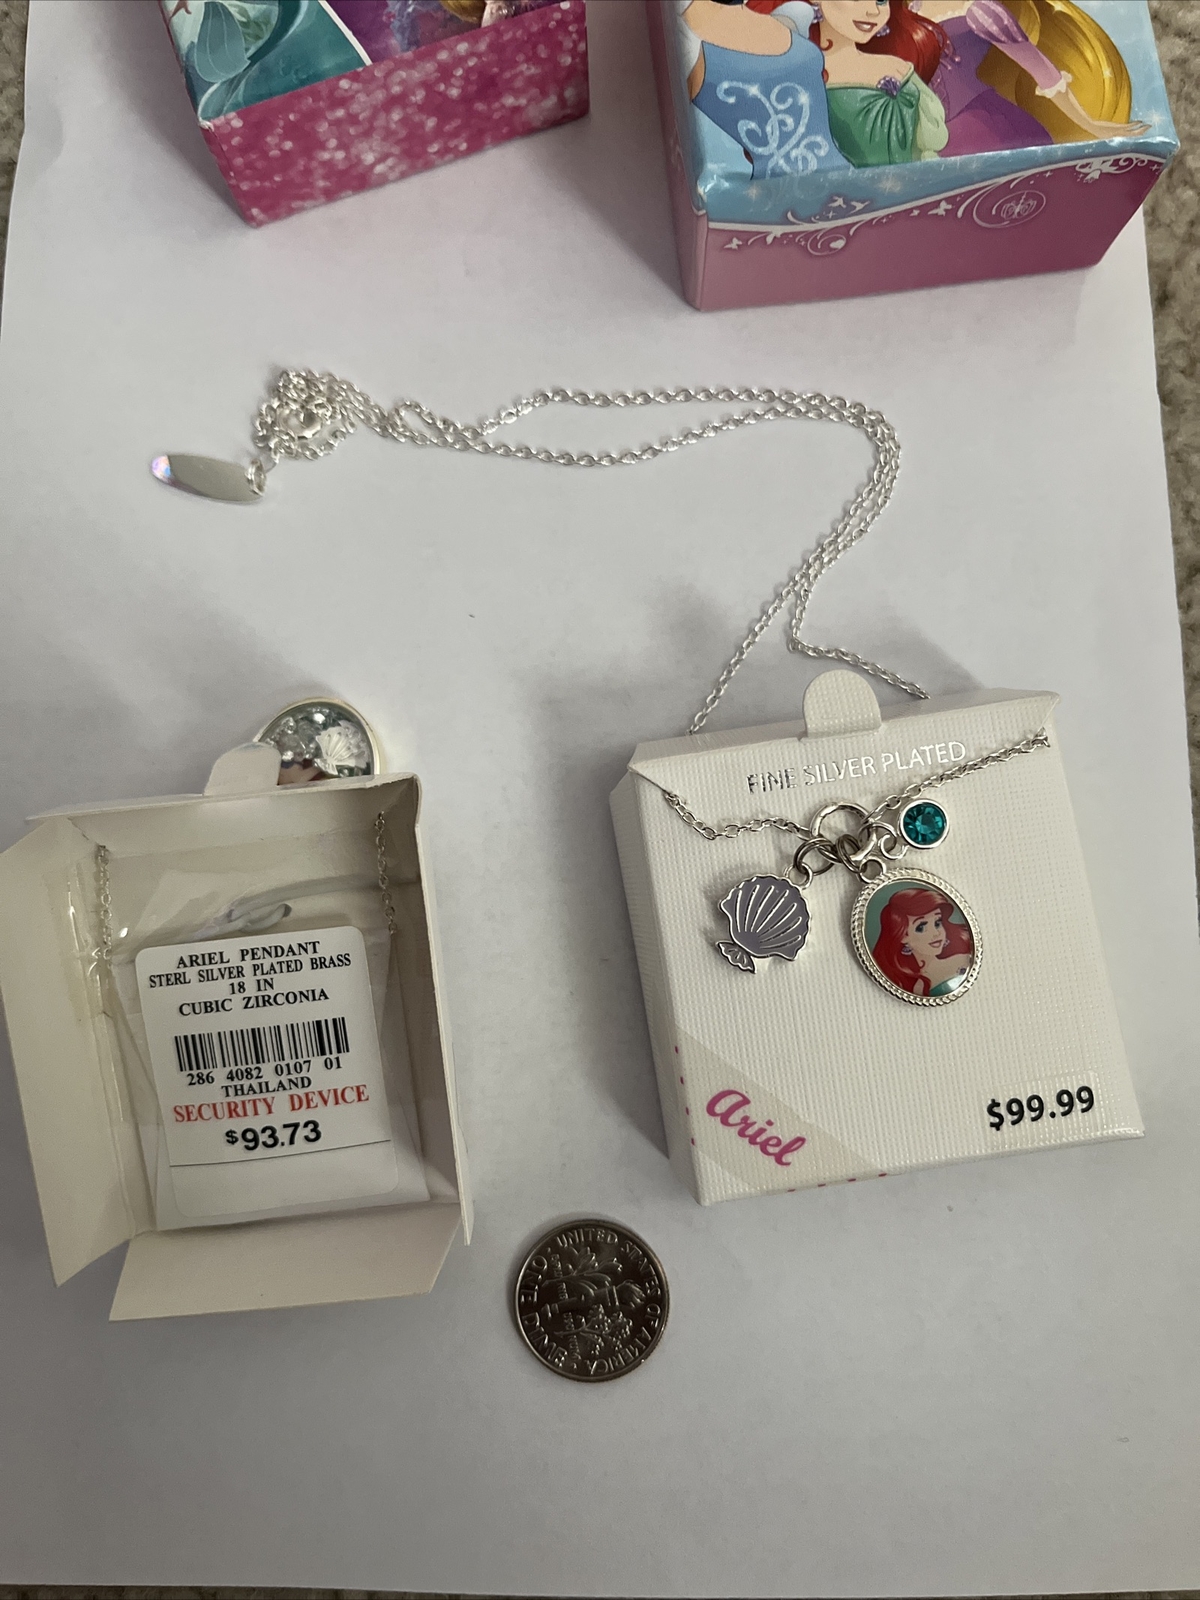 FINE SILVER PLATED
ARIEL PENDANT
STERL SILVER PLATED BRASS
18 IN
CUBIC ZIRCONIA
286 4082 0107 01
THAILAND
SECURITY DEVICE
$93.73
Ariel
$99.99
UNITED STATES OF AMERICA
ONE DIME